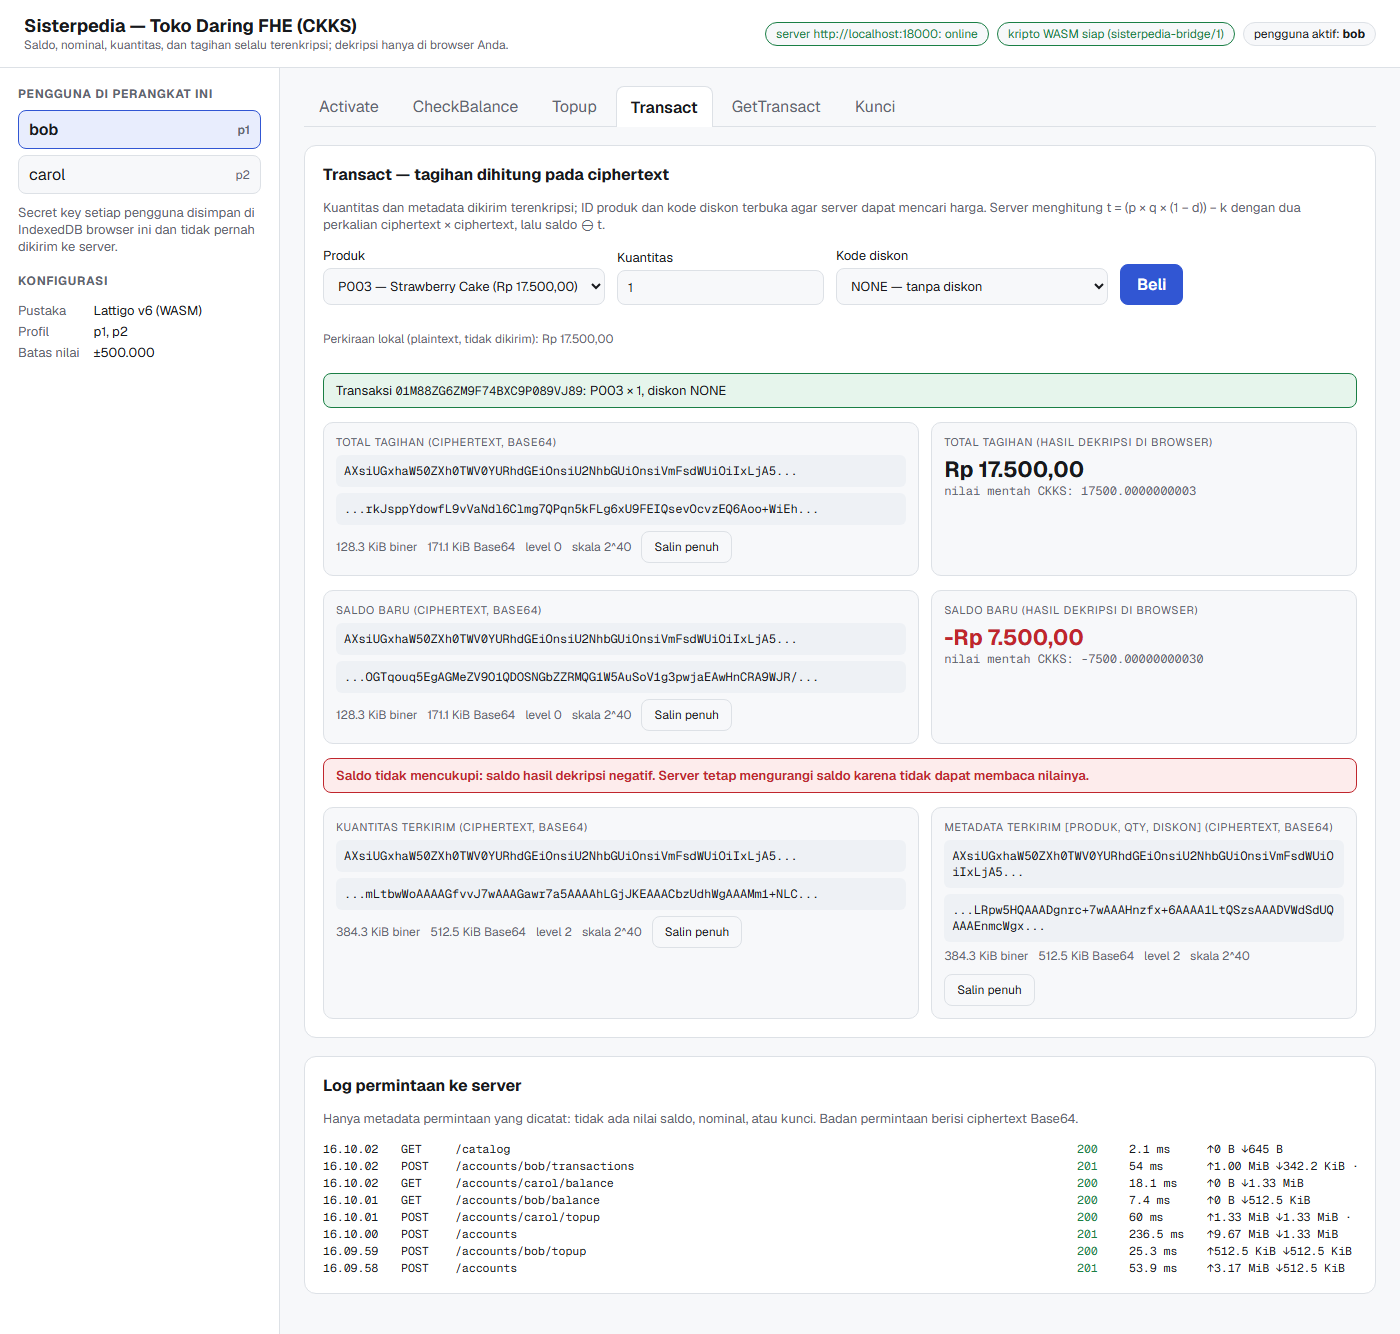 Sisterpedia — Toko Daring FHE (CKKS)
Saldo, nominal, kuantitas, dan tagihan selalu terenkripsi; dekripsi hanya di browser Anda.
server http://localhost:18000: online
kripto WASM siap (sisterpedia-bridge/1)
pengguna aktif: bob
PENGGUNA DI PERANGKAT INI
bob p1
carol p2
Secret key setiap pengguna disimpan di
IndexedDB browser ini dan tidak pernah
dikirim ke server.
KONFIGURASI
Pustaka Lattigo v6 (WASM)
Profil p1, p2
Batas nilai ±500.000
Activate CheckBalance Topup Transact GetTransact Kunci
Transact — tagihan dihitung pada ciphertext
Kuantitas dan metadata dikirim terenkripsi; ID produk dan kode diskon terbuka agar server dapat mencari harga. Server menghitung t = (p × q × (1 − d)) − k dengan dua
perkalian ciphertext × ciphertext, lalu saldo ⊖ t.
Produk
P003 — Strawberry Cake (Rp 17.500,00)
Kuantitas
1
Kode diskon
NONE — tanpa diskon
Beli
Perkiraan lokal (plaintext, tidak dikirim): Rp 17.500,00
Transaksi 01M88ZG6ZM9F74BXC9P089VJ89: P003 × 1, diskon NONE
TOTAL TAGIHAN (CIPHERTEXT, BASE64)
AXsiUGxhaW50ZXh0TWV0YURhdGEiOnsiU2NhbGUiOnsiVmFsdWUiOiIxLjA5...
...rkJsppYdowfL9vVaNdl6Clmg7QPqn5kFLg6xU9FEIQsevOcvzEQ6Aoo+WiEh...
128.3 KiB biner 171.1 KiB Base64 level 0 skala 2^40 Salin penuh
TOTAL TAGIHAN (HASIL DEKRIPSI DI BROWSER)
Rp 17.500,00
nilai mentah CKKS: 17500.0000000003
SALDO BARU (CIPHERTEXT, BASE64)
AXsiUGxhaW50ZXh0TWV0YURhdGEiOnsiU2NhbGUiOnsiVmFsdWUiOiIxLjA5...
...OGTqouq5EgAGMeZV9O1QDOSNGbZZRMQG1W5AuSoV1g3pwjaEAwHnCRA9WJR/...
128.3 KiB biner 171.1 KiB Base64 level 0 skala 2^40 Salin penuh
SALDO BARU (HASIL DEKRIPSI DI BROWSER)
-Rp 7.500,00
nilai mentah CKKS: -7500.00000000030
Saldo tidak mencukupi: saldo hasil dekripsi negatif. Server tetap mengurangi saldo karena tidak dapat membaca nilainya.
KUANTITAS TERKIRIM (CIPHERTEXT, BASE64)
AXsiUGxhaW50ZXh0TWV0YURhdGEiOnsiU2NhbGUiOnsiVmFsdWUiOiIxLjA5...
...mLtbwWoAAAAGfvvJ7wAAAGawr7a5AAAAhLGjJKEAAACbzUdhWgAAAMm1+NLC...
384.3 KiB biner 512.5 KiB Base64 level 2 skala 2^40 Salin penuh
METADATA TERKIRIM [PRODUK, QTY, DISKON] (CIPHERTEXT, BASE64)
AXsiUGxhaW50ZXh0TWV0YURhdGEiOnsiU2NhbGUiOnsiVmFsdWUiO
iIxLjA5...
...LRpw5HQAAADgnrc+7wAAAHnzfx+6AAAA1LtQSzsAAADVWdSdUQ
AAAEnmcWgx...
384.3 KiB biner 512.5 KiB Base64 level 2 skala 2^40
Salin penuh
Log permintaan ke server
Hanya metadata permintaan yang dicatat: tidak ada nilai saldo, nominal, atau kunci. Badan permintaan berisi ciphertext Base64.
16.10.02 GET /catalog 200 2.1 ms ↑0 B ↓645 B
16.10.02 POST /accounts/bob/transactions 201 54 ms ↑1.00 MiB ↓342.2 KiB ·
16.10.02 GET /accounts/carol/balance 200 18.1 ms ↑0 B ↓1.33 MiB
16.10.01 GET /accounts/bob/balance 200 7.4 ms ↑0 B ↓512.5 KiB
16.10.01 POST /accounts/carol/topup 200 60 ms ↑1.33 MiB ↓1.33 MiB ·
16.10.00 POST /accounts 201 236.5 ms ↑9.67 MiB ↓1.33 MiB
16.09.59 POST /accounts/bob/topup 200 25.3 ms ↑512.5 KiB ↓512.5 KiB
16.09.58 POST /accounts 201 53.9 ms ↑3.17 MiB ↓512.5 KiB